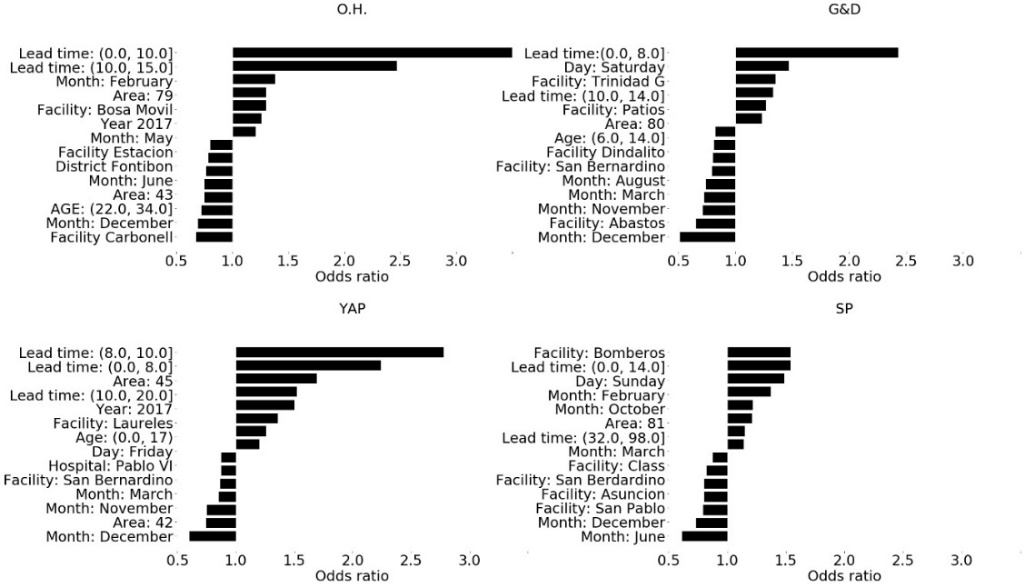 O.H.
Lead time: (0.0, 10.0]
Lead time: (10.0, 15.0]
Month: February
Area: 79
Facility: Bosa Movil
Year 2017
Month: May
Facility Estacion
District Fontibon
Month: June
Area: 43
AGE: (22.0, 34.0]
Month: December
Facility Carbonell
0.5 1.0 1.5 2.0 2.5 3.0
Odds ratio
G&D
Lead time:(0.0, 8.0]
Day: Saturday
Facility: Trinidad G
Lead time: (10.0, 14.0]
Facility: Patios
Area: 80
Age: (6.0, 14.0]
Facility Dindalito
Facility: San Bernardino
Month: August
Month: March
Month: November
Facility: Abastos
Month: December
0.5 1.0 1.5 2.0 2.5 3.0
Odds ratio
YAP
Lead time: (8.0, 10.0]
Lead time: (0.0, 8.0]
Area: 45
Lead time: (10.0, 20.0]
Year: 2017
Facility: Laureles
Age: (0.0, 17)
Day: Friday
Hospital: Pablo VI
Facility: San Bernardino
Month: March
Month: November
Area: 42
Month: December
0.5 1.0 1.5 2.0 2.5 3.0
Odds ratio
SP
Facility: Bomberos
Lead time: (0.0, 14.0]
Day: Sunday
Month: February
Month: October
Area: 81
Lead time: (32.0, 98.0]
Month: March
Facility: Class
Facility: San Berdardino
Facility: Asuncion
Facility: San Pablo
Month: December
Month: June
0.5 1.0 1.5 2.0 2.5 3.0
Odds ratio